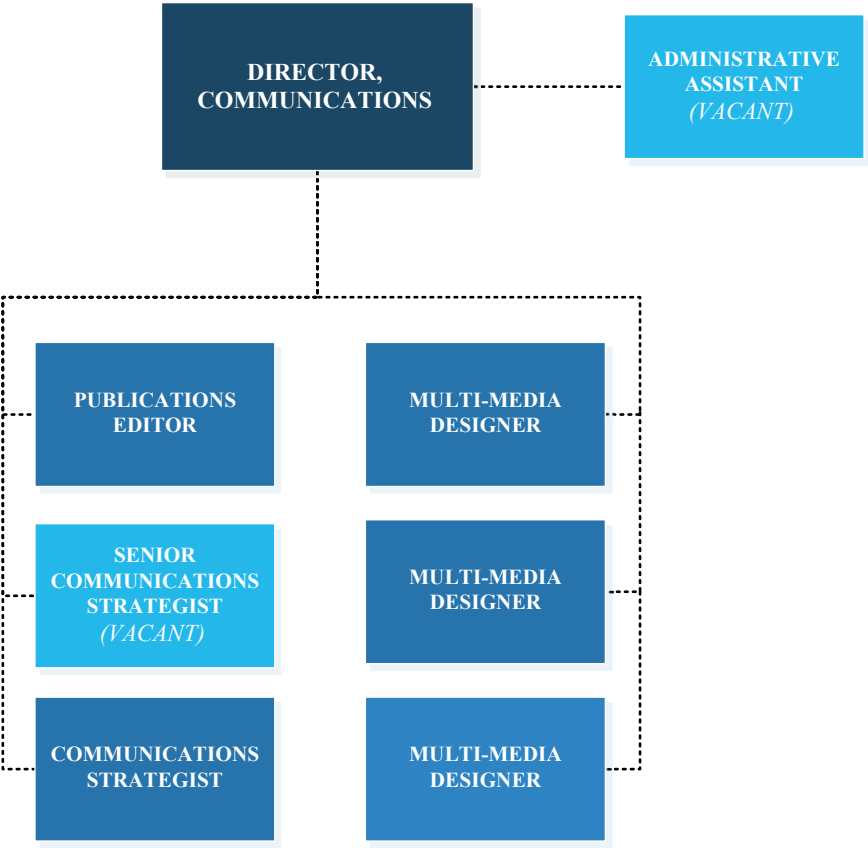 DIRECTOR,
COMMUNICATIONS
ADMINISTRATIVE
ASSISTANT
(VACANT)
PUBLICATIONS
EDITOR
MULTI-MEDIA
DESIGNER
SENIOR
COMMUNICATIONS
STRATEGIST
(VACANT)
MULTI-MEDIA
DESIGNER
COMMUNICATIONS
STRATEGIST
MULTI-MEDIA
DESIGNER